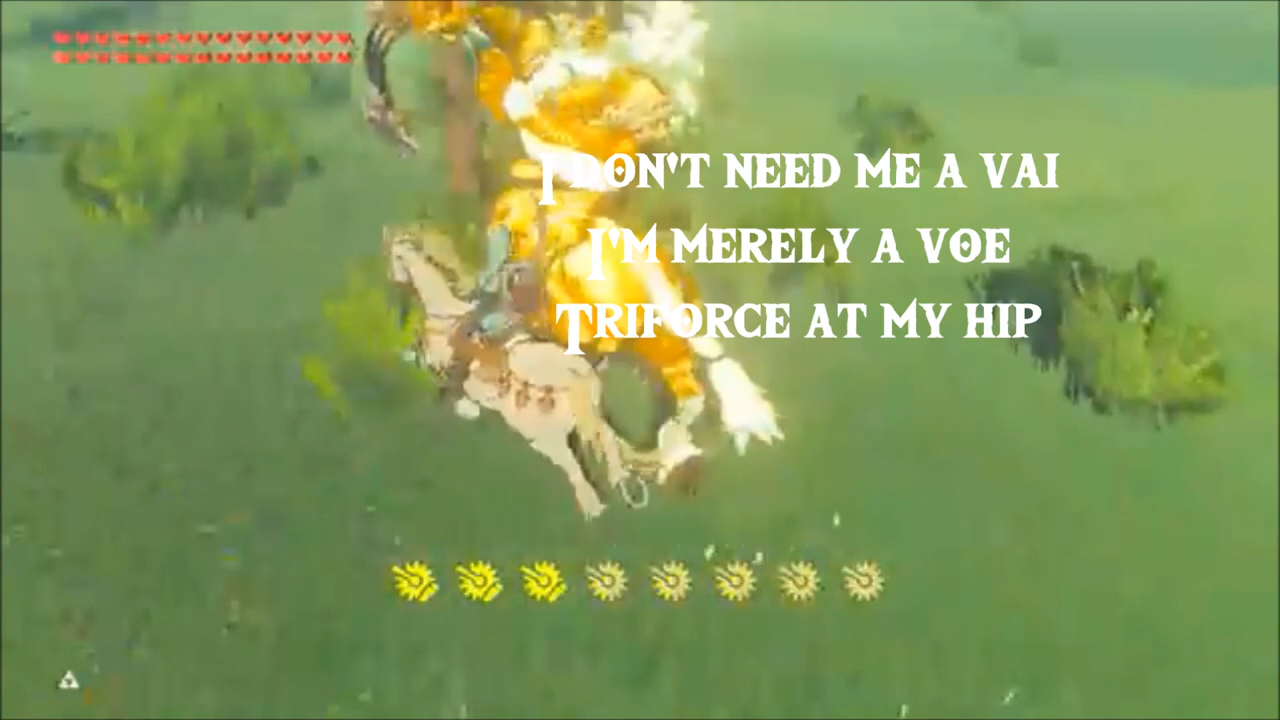 I DON'T NEED ME A VAI
I'M MERELY A VOE
TRIFORCE AT MY HIP